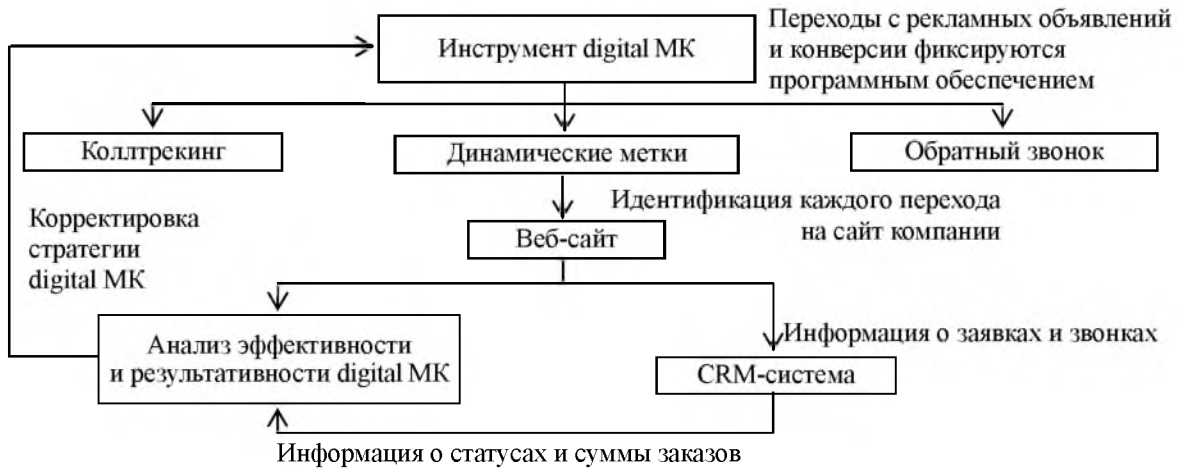 Инструмент digital МК
Переходы с рекламных объявлений
и конверсии фиксируются
программным обеспечением
Коллтрекинг
Динамические метки
Обратный звонок
Корректировка
стратегии
digital МК
Идентификация каждого перехода
на сайт компании
Веб-сайт
Анализ эффективности
и результативности digital МК
Информация о заявках и звонках
CRM-система
Информация о статусах и суммы заказов